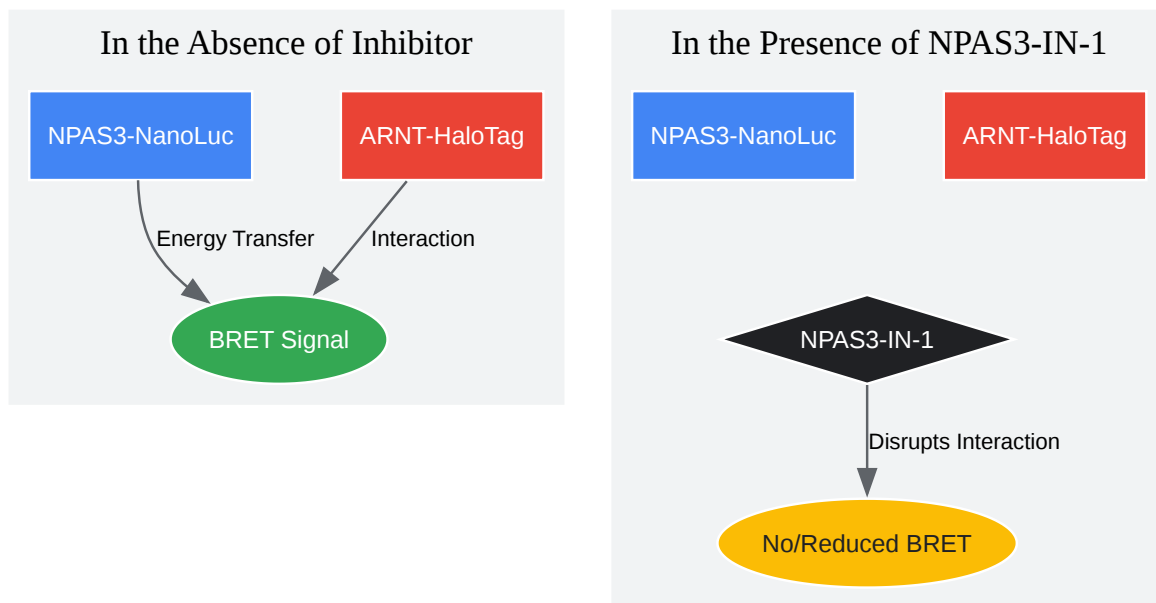 In the Absence of Inhibitor
NPAS3-NanoLuc
ARNT-HaloTag
Energy Transfer
Interaction
BRET Signal
In the Presence of NPAS3-IN-1
NPAS3-NanoLuc
ARNT-HaloTag
NPAS3-IN-1
Disrupts Interaction
No/Reduced BRET